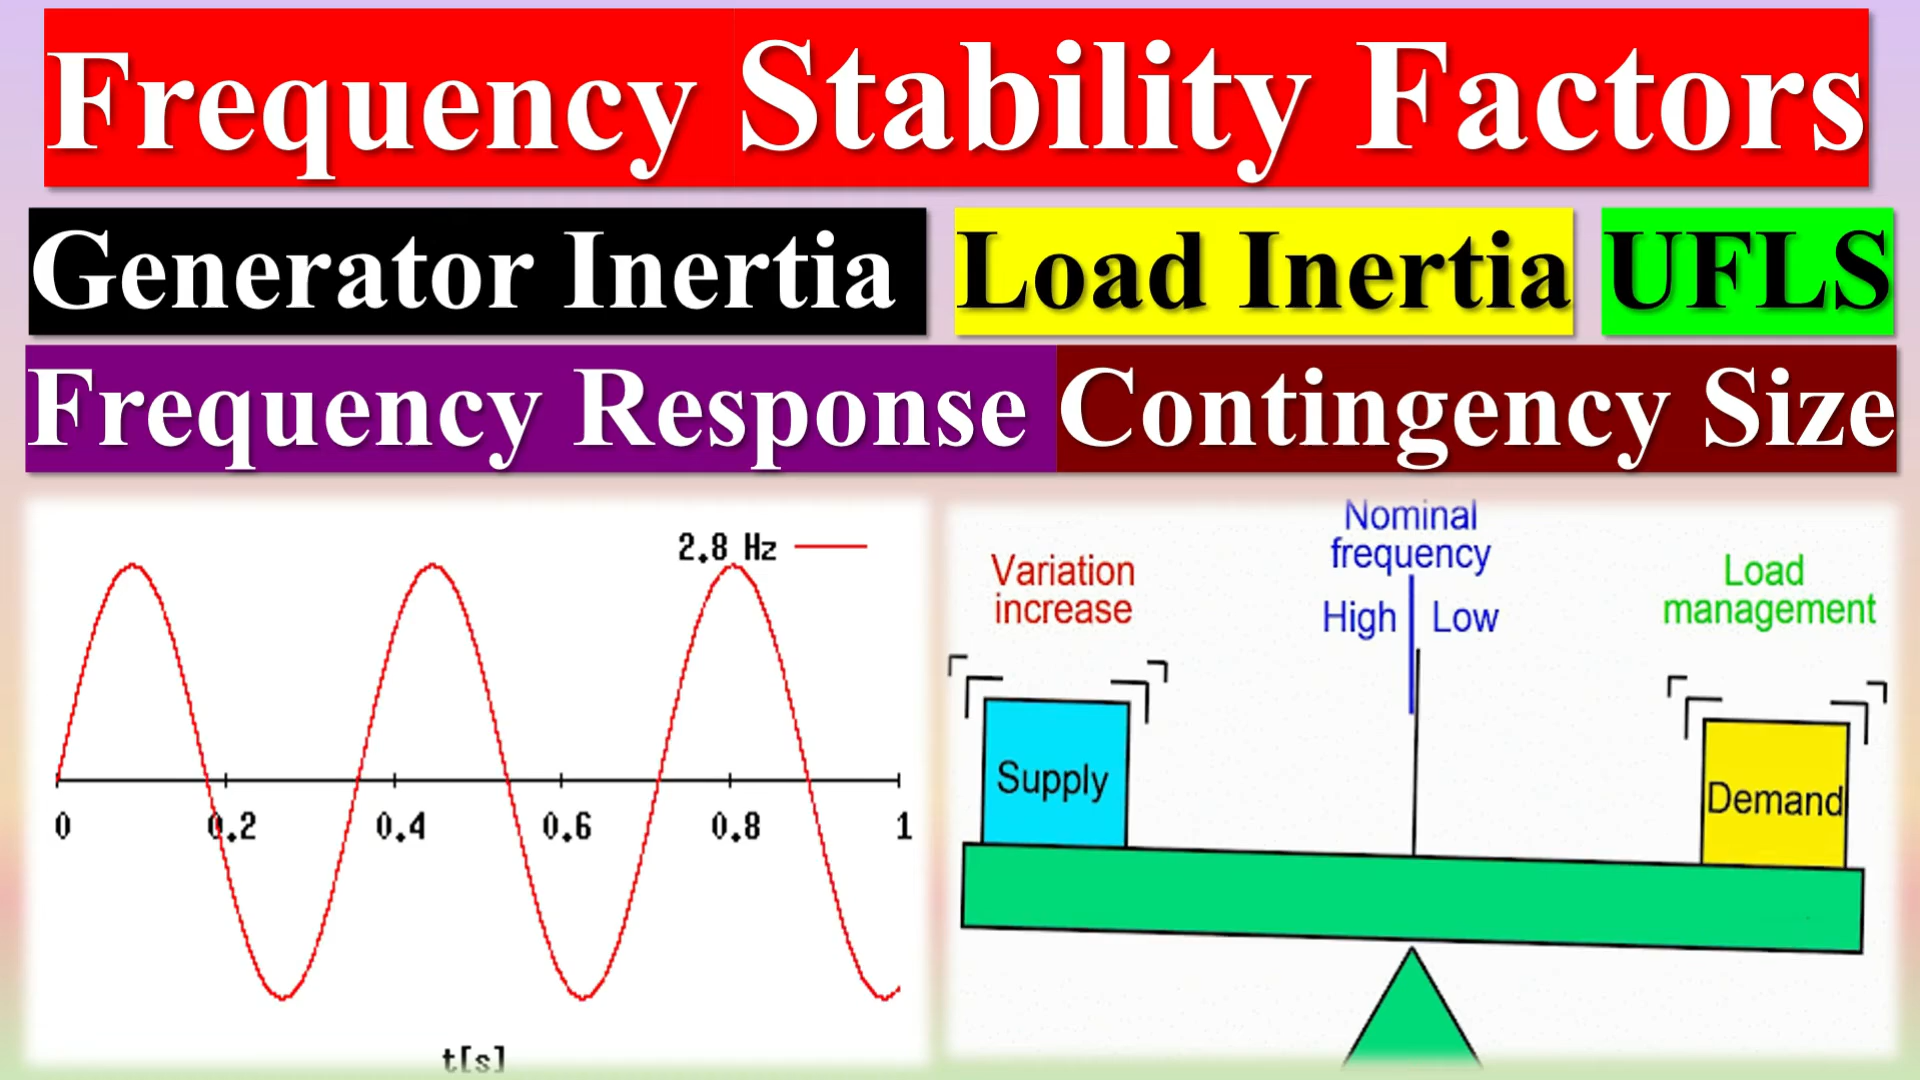 Frequency Stability Factors
Generator Inertia Load Inertia UFLS
Frequency Response Contingency Size
2.8 Hz
0 0.2 0.4 0.6 0.8 1
t[s]
Nominal
frequency
High Low
Variation
increase
Load
management
Supply
Demand